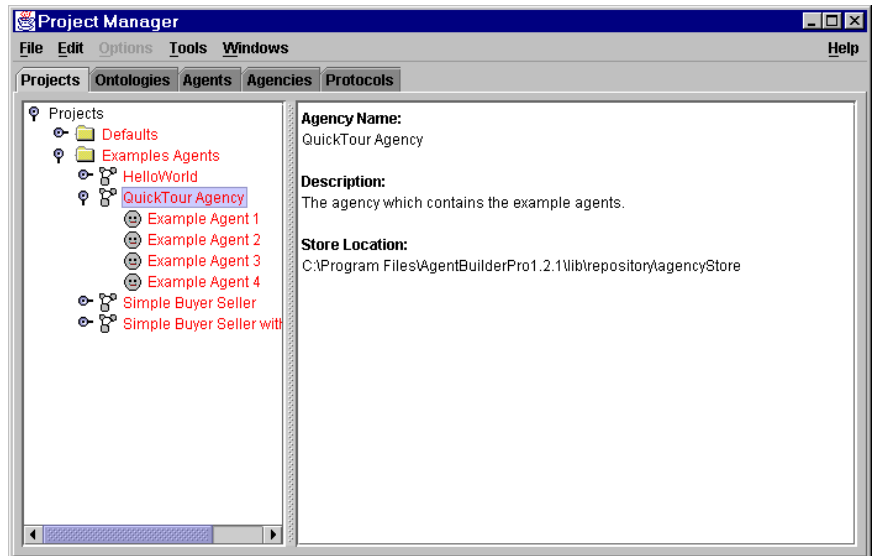 Project Manager
File Edit Options Tools Windows Help
Projects Ontologies Agents Agencies Protocols
Projects
Defaults
Examples Agents
HelloWorld
QuickTour Agency
Example Agent 1
Example Agent 2
Example Agent 3
Example Agent 4
Simple Buyer Seller
Simple Buyer Seller with
Agency Name:
QuickTour Agency
Description:
The agency which contains the example agents.
Store Location:
C:\Program Files\AgentBuilderPro1.2.1\lib\repository\agencyStore